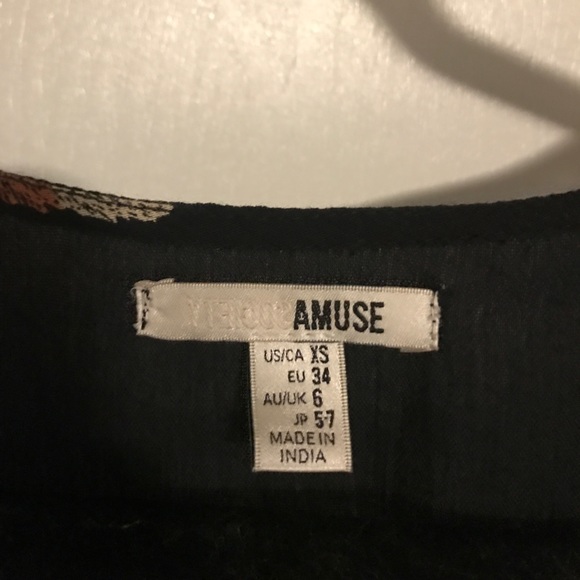 AMUSE
US/CA XS
EU 34
AU/UK 6
JP 5-7
MADE IN
INDIA